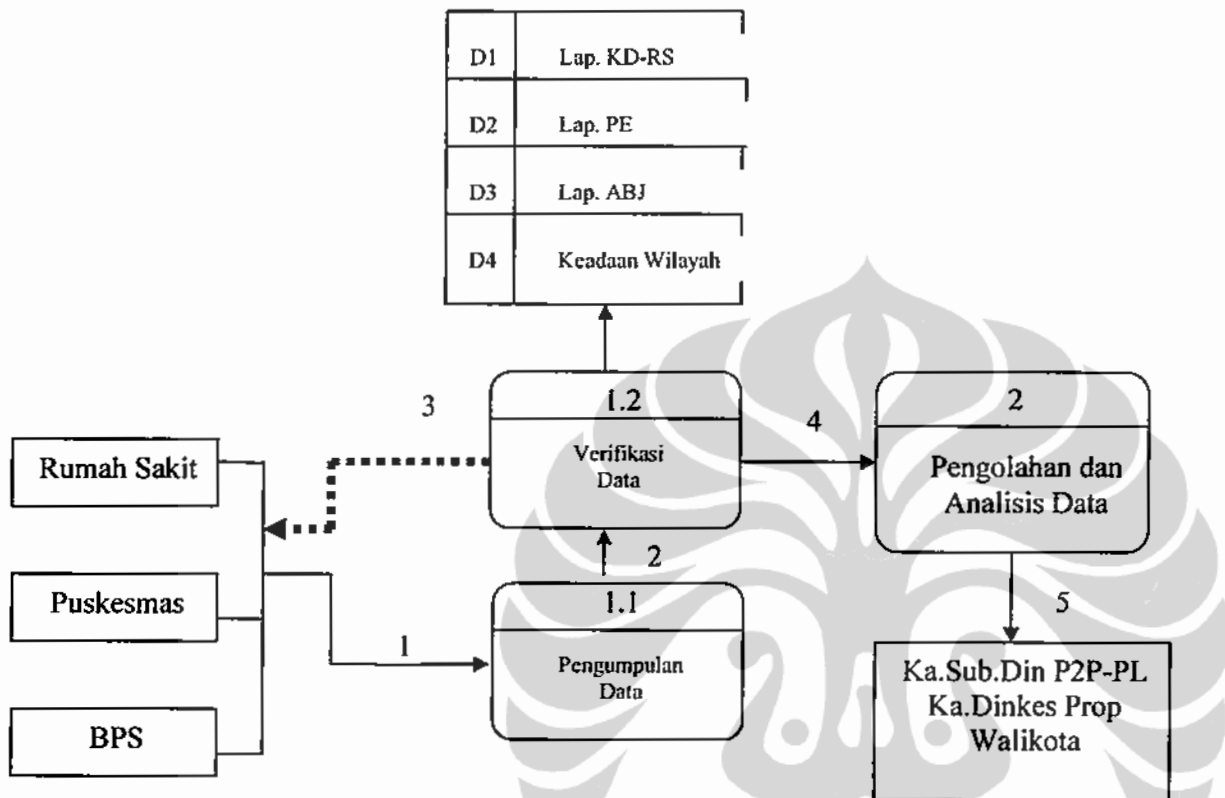 D1 Lap. KD-RS
D2 Lap. PE
D3 Lap. ABJ
D4 Keadaan Wilayah
3
1.2
Verifikasi
Data
4
2
Pengolahan dan
Analisis Data
Rumah Sakit
Puskesmas
BPS
1
2
1.1
Pengumpulan
Data
5
Ka.Sub.Din P2P-PL
Ka.Dinkes Prop
Walikota